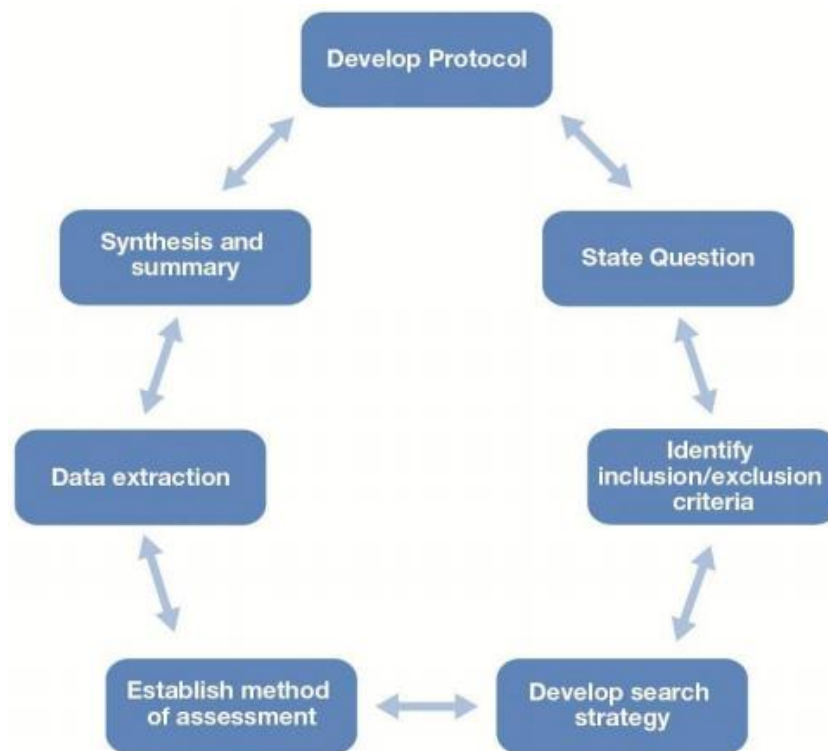 Develop Protocol
State Question
Identify
inclusion/exclusion
criteria
Develop search
strategy
Establish method
of assessment
Data extraction
Synthesis and
summary